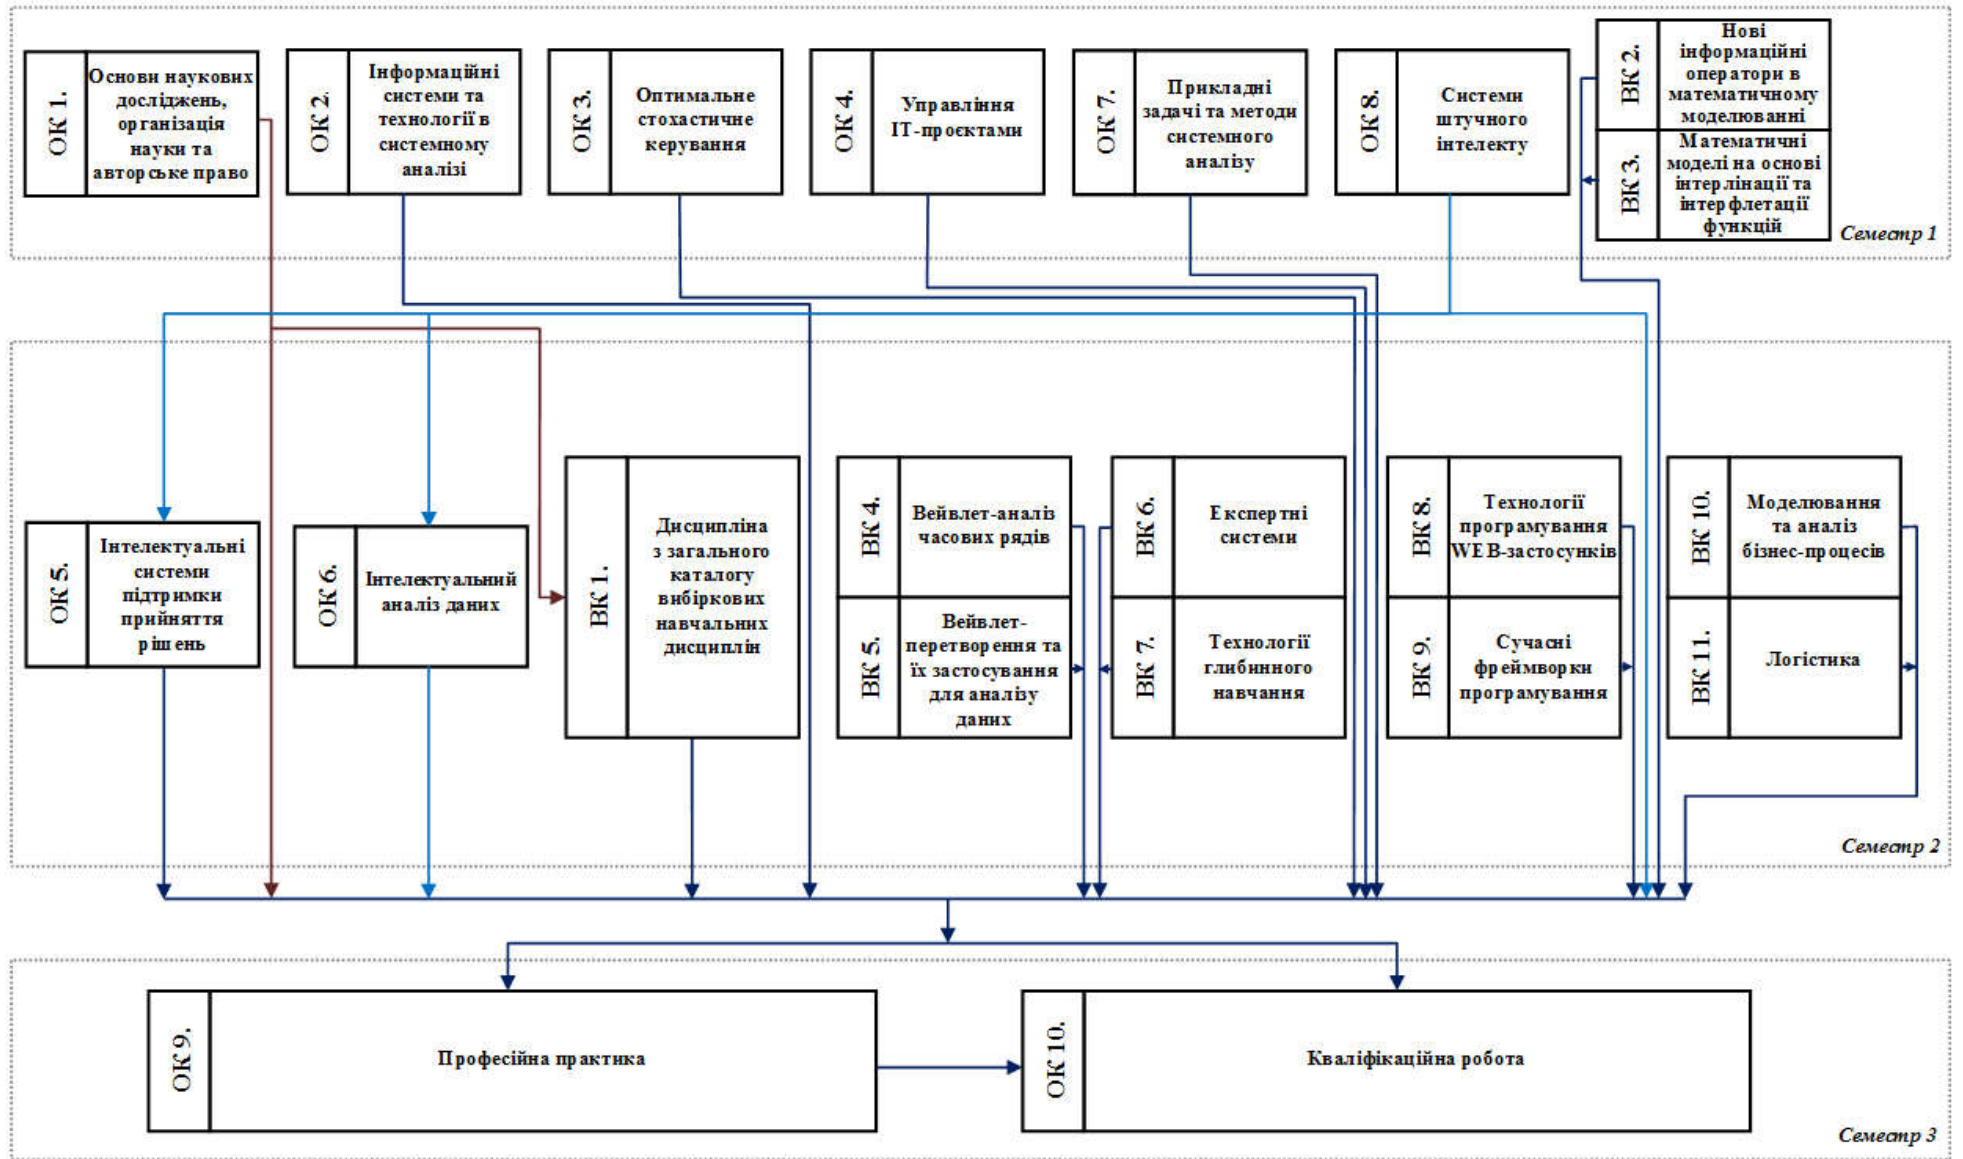 ОК 1.
Основи наукових
досліджень,
організація
науки та
авторське право
ОК 2.
Інформаційні
системи та
технології в
системному
аналізі
ОК 3.
Оптимальне
стохастичне
керування
ОК 4.
Управління
ІТ-проєктами
ОК 7.
Прикладні
задачі та методи
системного
аналізу
ОК 8.
Системи
штучного
інтелекту
ВК 2.
Нові
інформаційні
оператори в
математичному
моделюванні
ВК 3.
Математичні
моделі на основі
інтерлінації та
інтерфлетації
функцій
Семестр 1
ОК 5.
Інтелектуальні
системи
підтримки
прийняття
рішень
ОК 6.
Інтелектуальний
аналіз даних
ВК 1.
Дисципліна
з загального
каталогу
вибіркових
навчальних
дисциплін
ВК 4.
Вейвлет-аналіз
часових рядів
ВК 5.
Вейвлет-
перетворення та
їх застосування
для аналізу
даних
ВК 6.
Експертні
системи
ВК 7.
Технології
глибинного
навчання
ВК 8.
Технології
програмування
WEB-застосунків
ВК 9.
Сучасні
фреймворки
програмування
ВК 10.
Моделювання
та аналіз
бізнес-процесів
ВК 11.
Логістика
Семестр 2
ОК 9.
Професійна практика
ОК 10.
Кваліфікаційна робота
Семестр 3